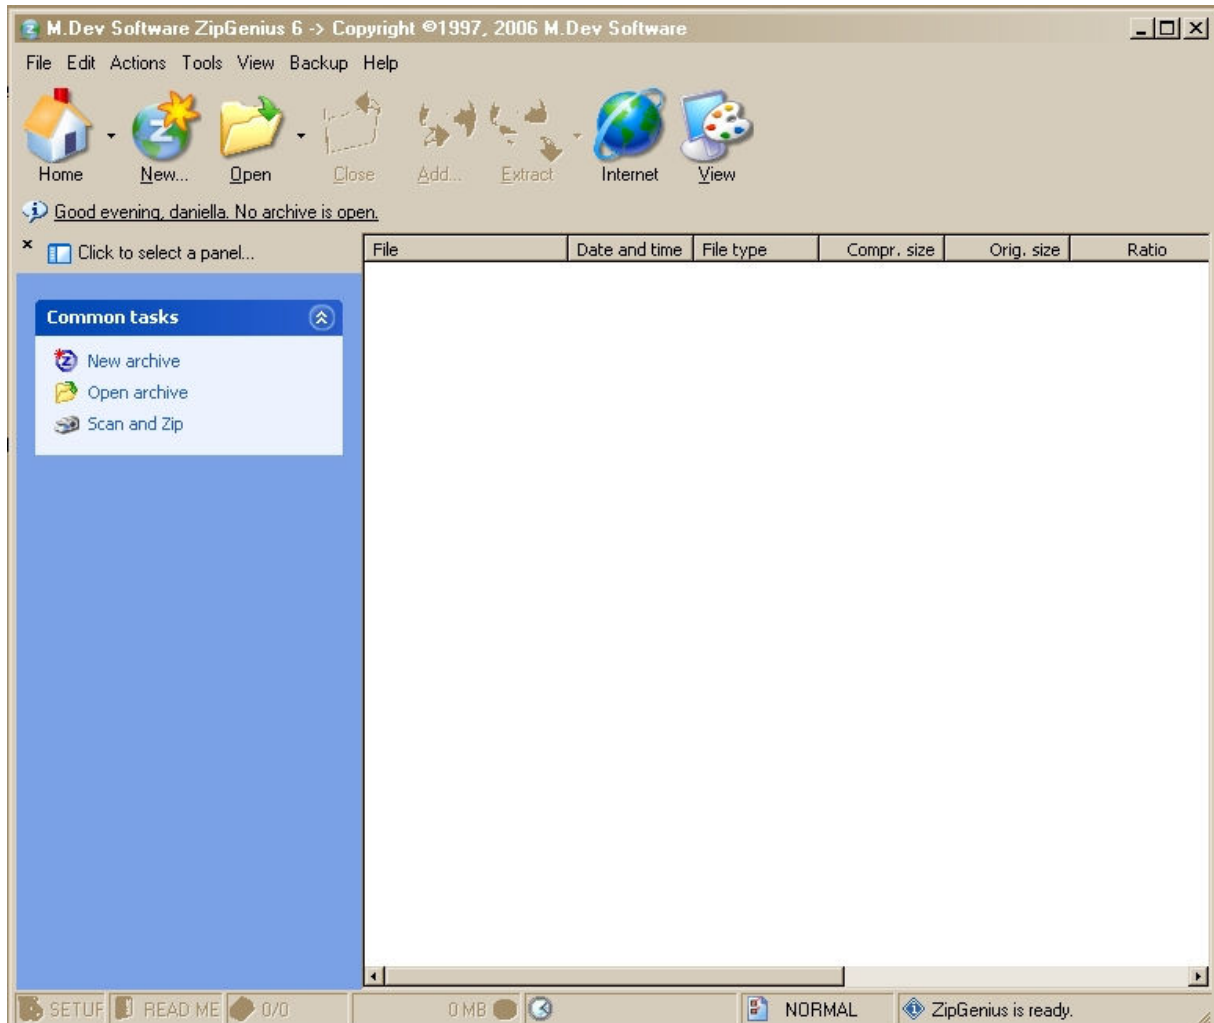 M.Dev Software ZipGenius 6 -> Copyright ©1997, 2006 M.Dev Software
File Edit Actions Tools View Backup Help
Home New... Open Close Add... Extract Internet View
Good evening, daniella. No archive is open.
Click to select a panel...
File Date and time File type Compr. size Orig. size Ratio
Common tasks
New archive
Open archive
Scan and Zip
SETUF READ ME 0/0 0 MB NORMAL ZipGenius is ready.